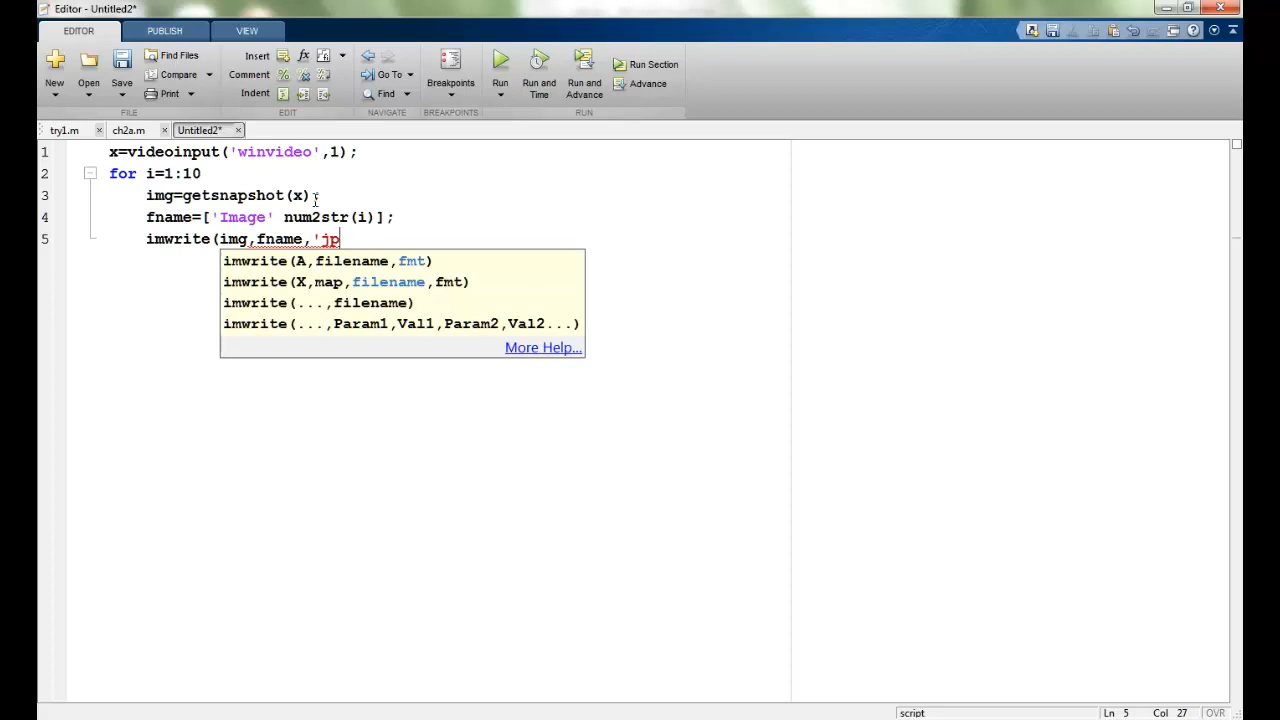 Editor - Untitled2*
EDITOR PUBLISH VIEW
New Open Save Find Files Compare Print
Insert Comment Indent
Go To Find
Breakpoints
Run Run and Time Run and Advance Run Section Advance
FILE EDIT NAVIGATE BREAKPOINTS RUN
try1.m × ch2a.m × Untitled2* ×
1 x=videoinput('winvideo',1);
2 for i=1:10
3 img=getsnapshot(x);
4 fname=['Image' num2str(i)];
5 imwrite(img,fname,'jp
imwrite(A,filename,fmt)
imwrite(X,map,filename,fmt)
imwrite(...,filename)
imwrite(...,Param1,Val1,Param2,Val2...)
More Help...
script Ln 5 Col 27 OVR